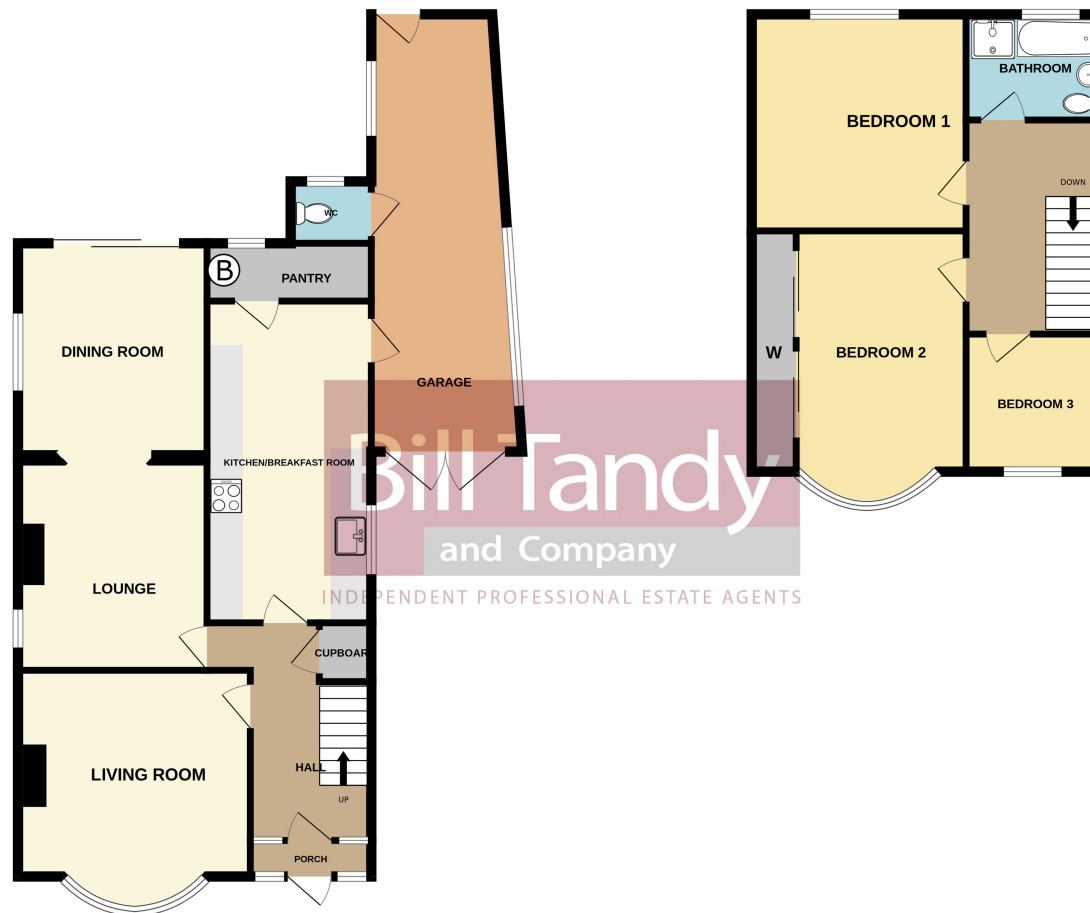 BATHROOM
BEDROOM 1
DOWN
WC
B
PANTRY
DINING ROOM
W
BEDROOM 2
GARAGE
BEDROOM 3
KITCHEN/BREAKFAST ROOM
Bill Tandy
and Company
INDEPENDENT PROFESSIONAL ESTATE AGENTS
LOUNGE
CUPBOAR
LIVING ROOM
HALL
UP
PORCH